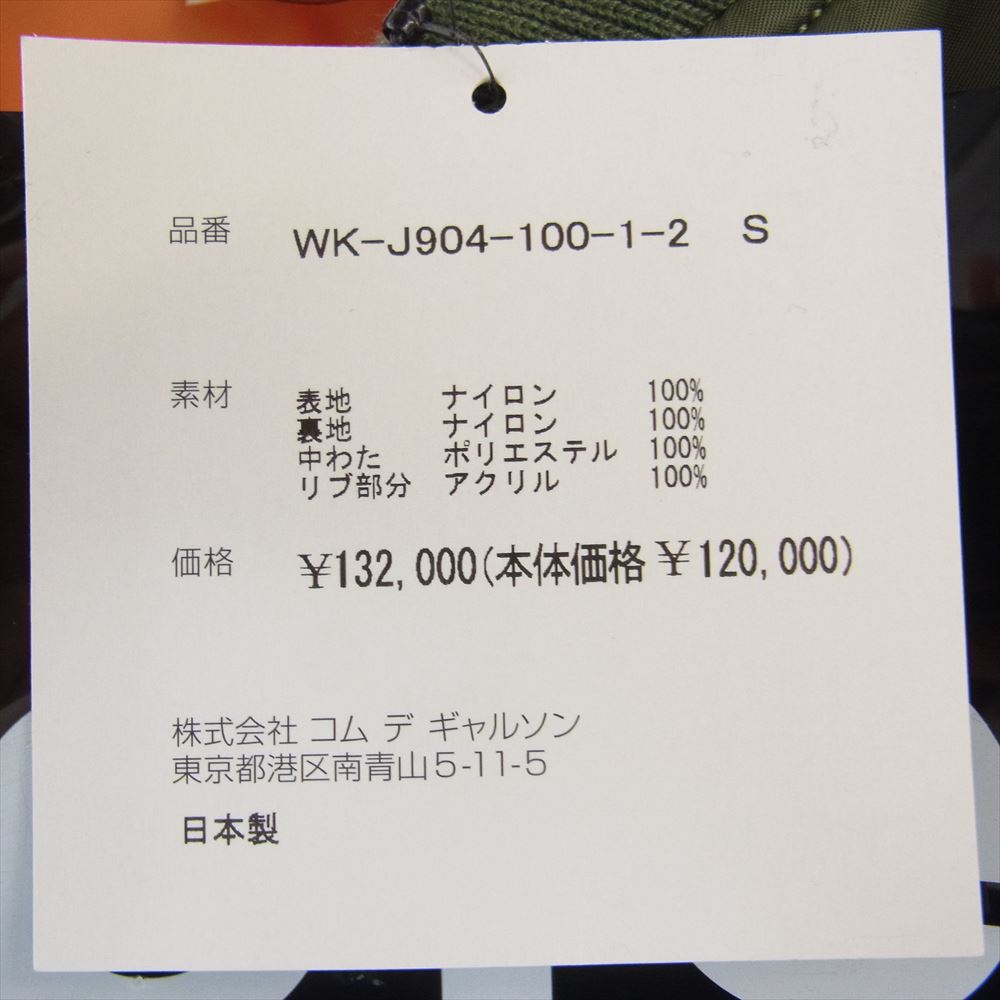 品番 WK-J904-100-1-2 S
素材 表地 ナイロン 100%
裏地 ナイロン 100%
中わた ポリエステル 100%
リブ部分 アクリル 100%
価格 ¥132,000(本体価格¥120,000)
株式会社 コム デ ギャルソン
東京都港区南青山5-11-5
日本製